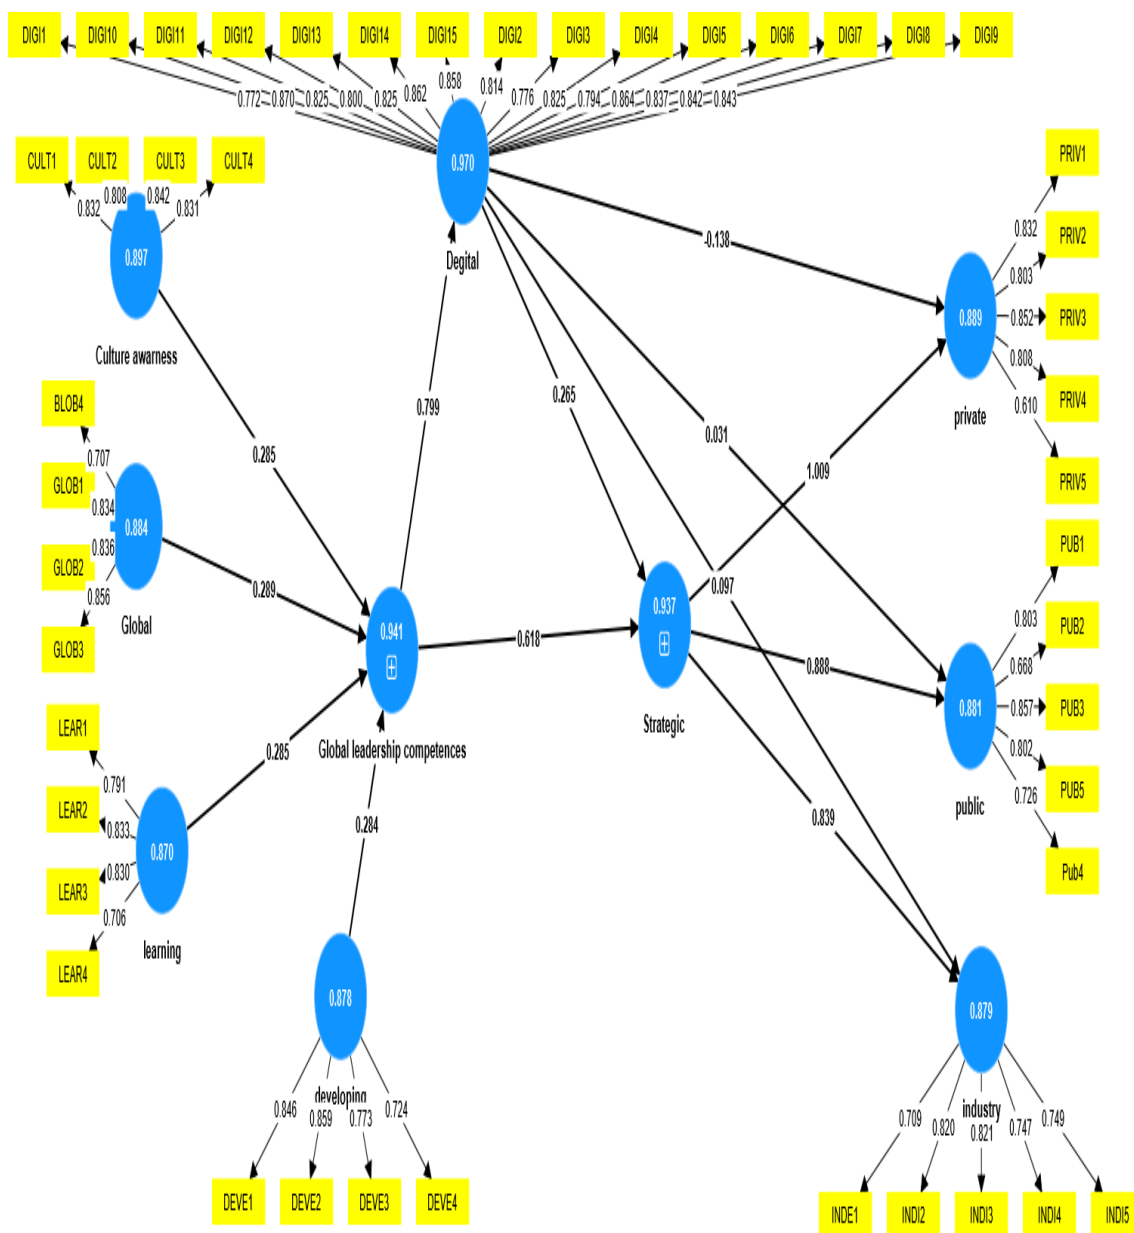 DIGI1 DIGI10 DIGI11 DIGI12 DIGI13 DIGI14 DIGI15 DIGI2 DIGI3 DIGI4 DIGI5 DIGI6 DIGI7 DIGI8 DIGI9
0.772 0.870 0.825 0.800 0.825 0.862 0.858 0.814 0.776 0.825 0.794 0.864 0.837 0.842 0.843
0.970
Degital
CULT1 CULT2 CULT3 CULT4
0.832 0.808 0.842 0.831
0.897
Culture awarness
BLOB4
GLOB1
GLOB2
GLOB3
0.707
0.834
0.836
0.856
0.884
Global
LEAR1
LEAR2
LEAR3
LEAR4
0.791
0.833
0.830
0.706
0.870
learning
0.285
0.289
0.285
0.284
0.799
0.941
Global leadership competences
0.618
0.265
0.937
Strategic
-0.138
0.031
0.097
1.009
0.888
0.839
0.889
private
0.832
0.803
0.852
0.808
0.610
PRIV1
PRIV2
PRIV3
PRIV4
PRIV5
0.881
public
0.803
0.668
0.857
0.802
0.726
PUB1
PUB2
PUB3
PUB5
Pub4
0.878
developing
0.846 0.859 0.773 0.724
DEVE1 DEVE2 DEVE3 DEVE4
0.879
industry
0.709 0.820 0.821 0.747 0.749
INDE1 INDI2 INDI3 INDI4 INDI5